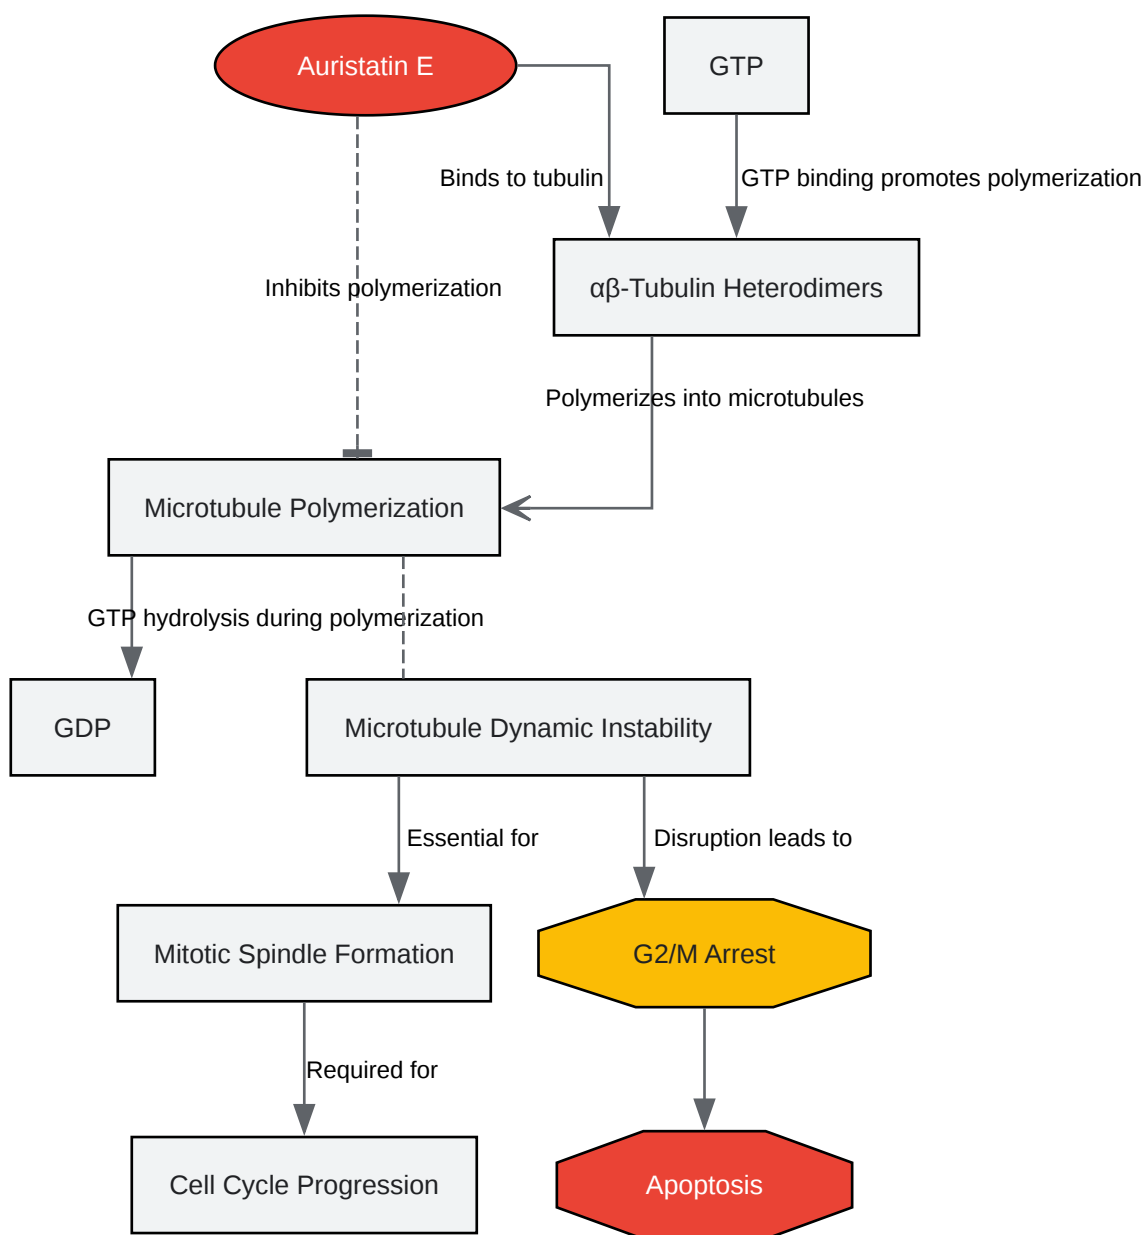 Auristatin E
GTP
Binds to tubulin
GTP binding promotes polymerization
Inhibits polymerization
αβ-Tubulin Heterodimers
Polymerizes into microtubules
Microtubule Polymerization
GTP hydrolysis during polymerization
GDP
Microtubule Dynamic Instability
Essential for
Disruption leads to
Mitotic Spindle Formation
G2/M Arrest
Required for
Cell Cycle Progression
Apoptosis